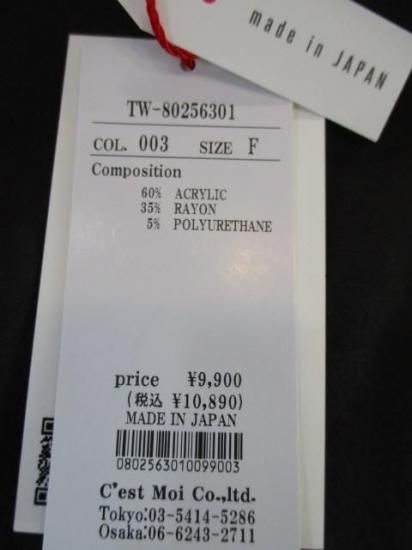 made in JAPAN
TW-80256301
COL. 003 SIZE F
Composition
60% ACRYLIC
35% RAYON
5% POLYURETHANE
price ¥9,900
(税込 ¥10,890)
MADE IN JAPAN
0802563010099003
C'est Moi Co.,ltd.
Tokyo:03-5414-5286
Osaka:06-6243-2711